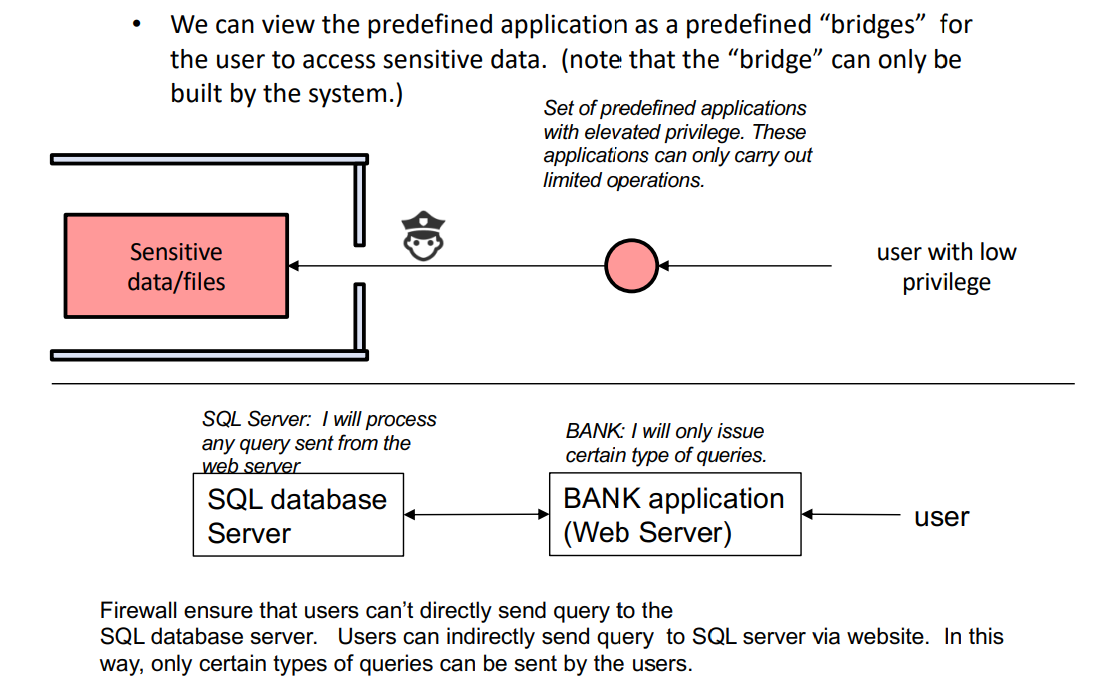 • We can view the predefined application as a predefined “bridges” for
the user to access sensitive data. (note that the “bridge” can only be
built by the system.)
Set of predefined applications
with elevated privilege. These
applications can only carry out
limited operations.
Sensitive
data/files
user with low
privilege
SQL Server: I will process
any query sent from the
web server
BANK: I will only issue
certain type of queries.
SQL database
Server
BANK application
(Web Server)
user
Firewall ensure that users can’t directly send query to the
SQL database server. Users can indirectly send query to SQL server via website. In this
way, only certain types of queries can be sent by the users.